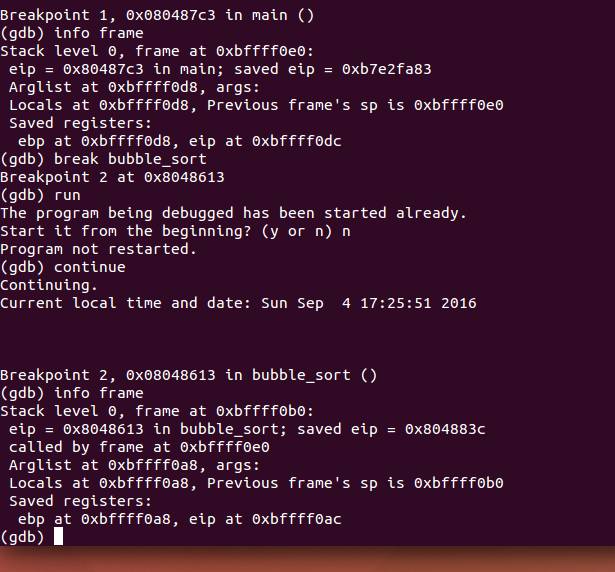 Breakpoint 1, 0x080487c3 in main ()
(gdb) info frame
Stack level 0, frame at 0xbffff0e0:
 eip = 0x80487c3 in main; saved eip = 0xb7e2fa83
 Arglist at 0xbffff0d8, args:
 Locals at 0xbffff0d8, Previous frame's sp is 0xbffff0e0
 Saved registers:
  ebp at 0xbffff0d8, eip at 0xbffff0dc
(gdb) break bubble_sort
Breakpoint 2 at 0x8048613
(gdb) run
The program being debugged has been started already.
Start it from the beginning? (y or n) n
Program not restarted.
(gdb) continue
Continuing.
Current local time and date: Sun Sep  4 17:25:51 2016
Breakpoint 2, 0x08048613 in bubble_sort ()
(gdb) info frame
Stack level 0, frame at 0xbffff0b0:
 eip = 0x8048613 in bubble_sort; saved eip = 0x804883c
 called by frame at 0xbffff0e0
 Arglist at 0xbffff0a8, args:
 Locals at 0xbffff0a8, Previous frame's sp is 0xbffff0b0
 Saved registers:
  ebp at 0xbffff0a8, eip at 0xbffff0ac
(gdb)